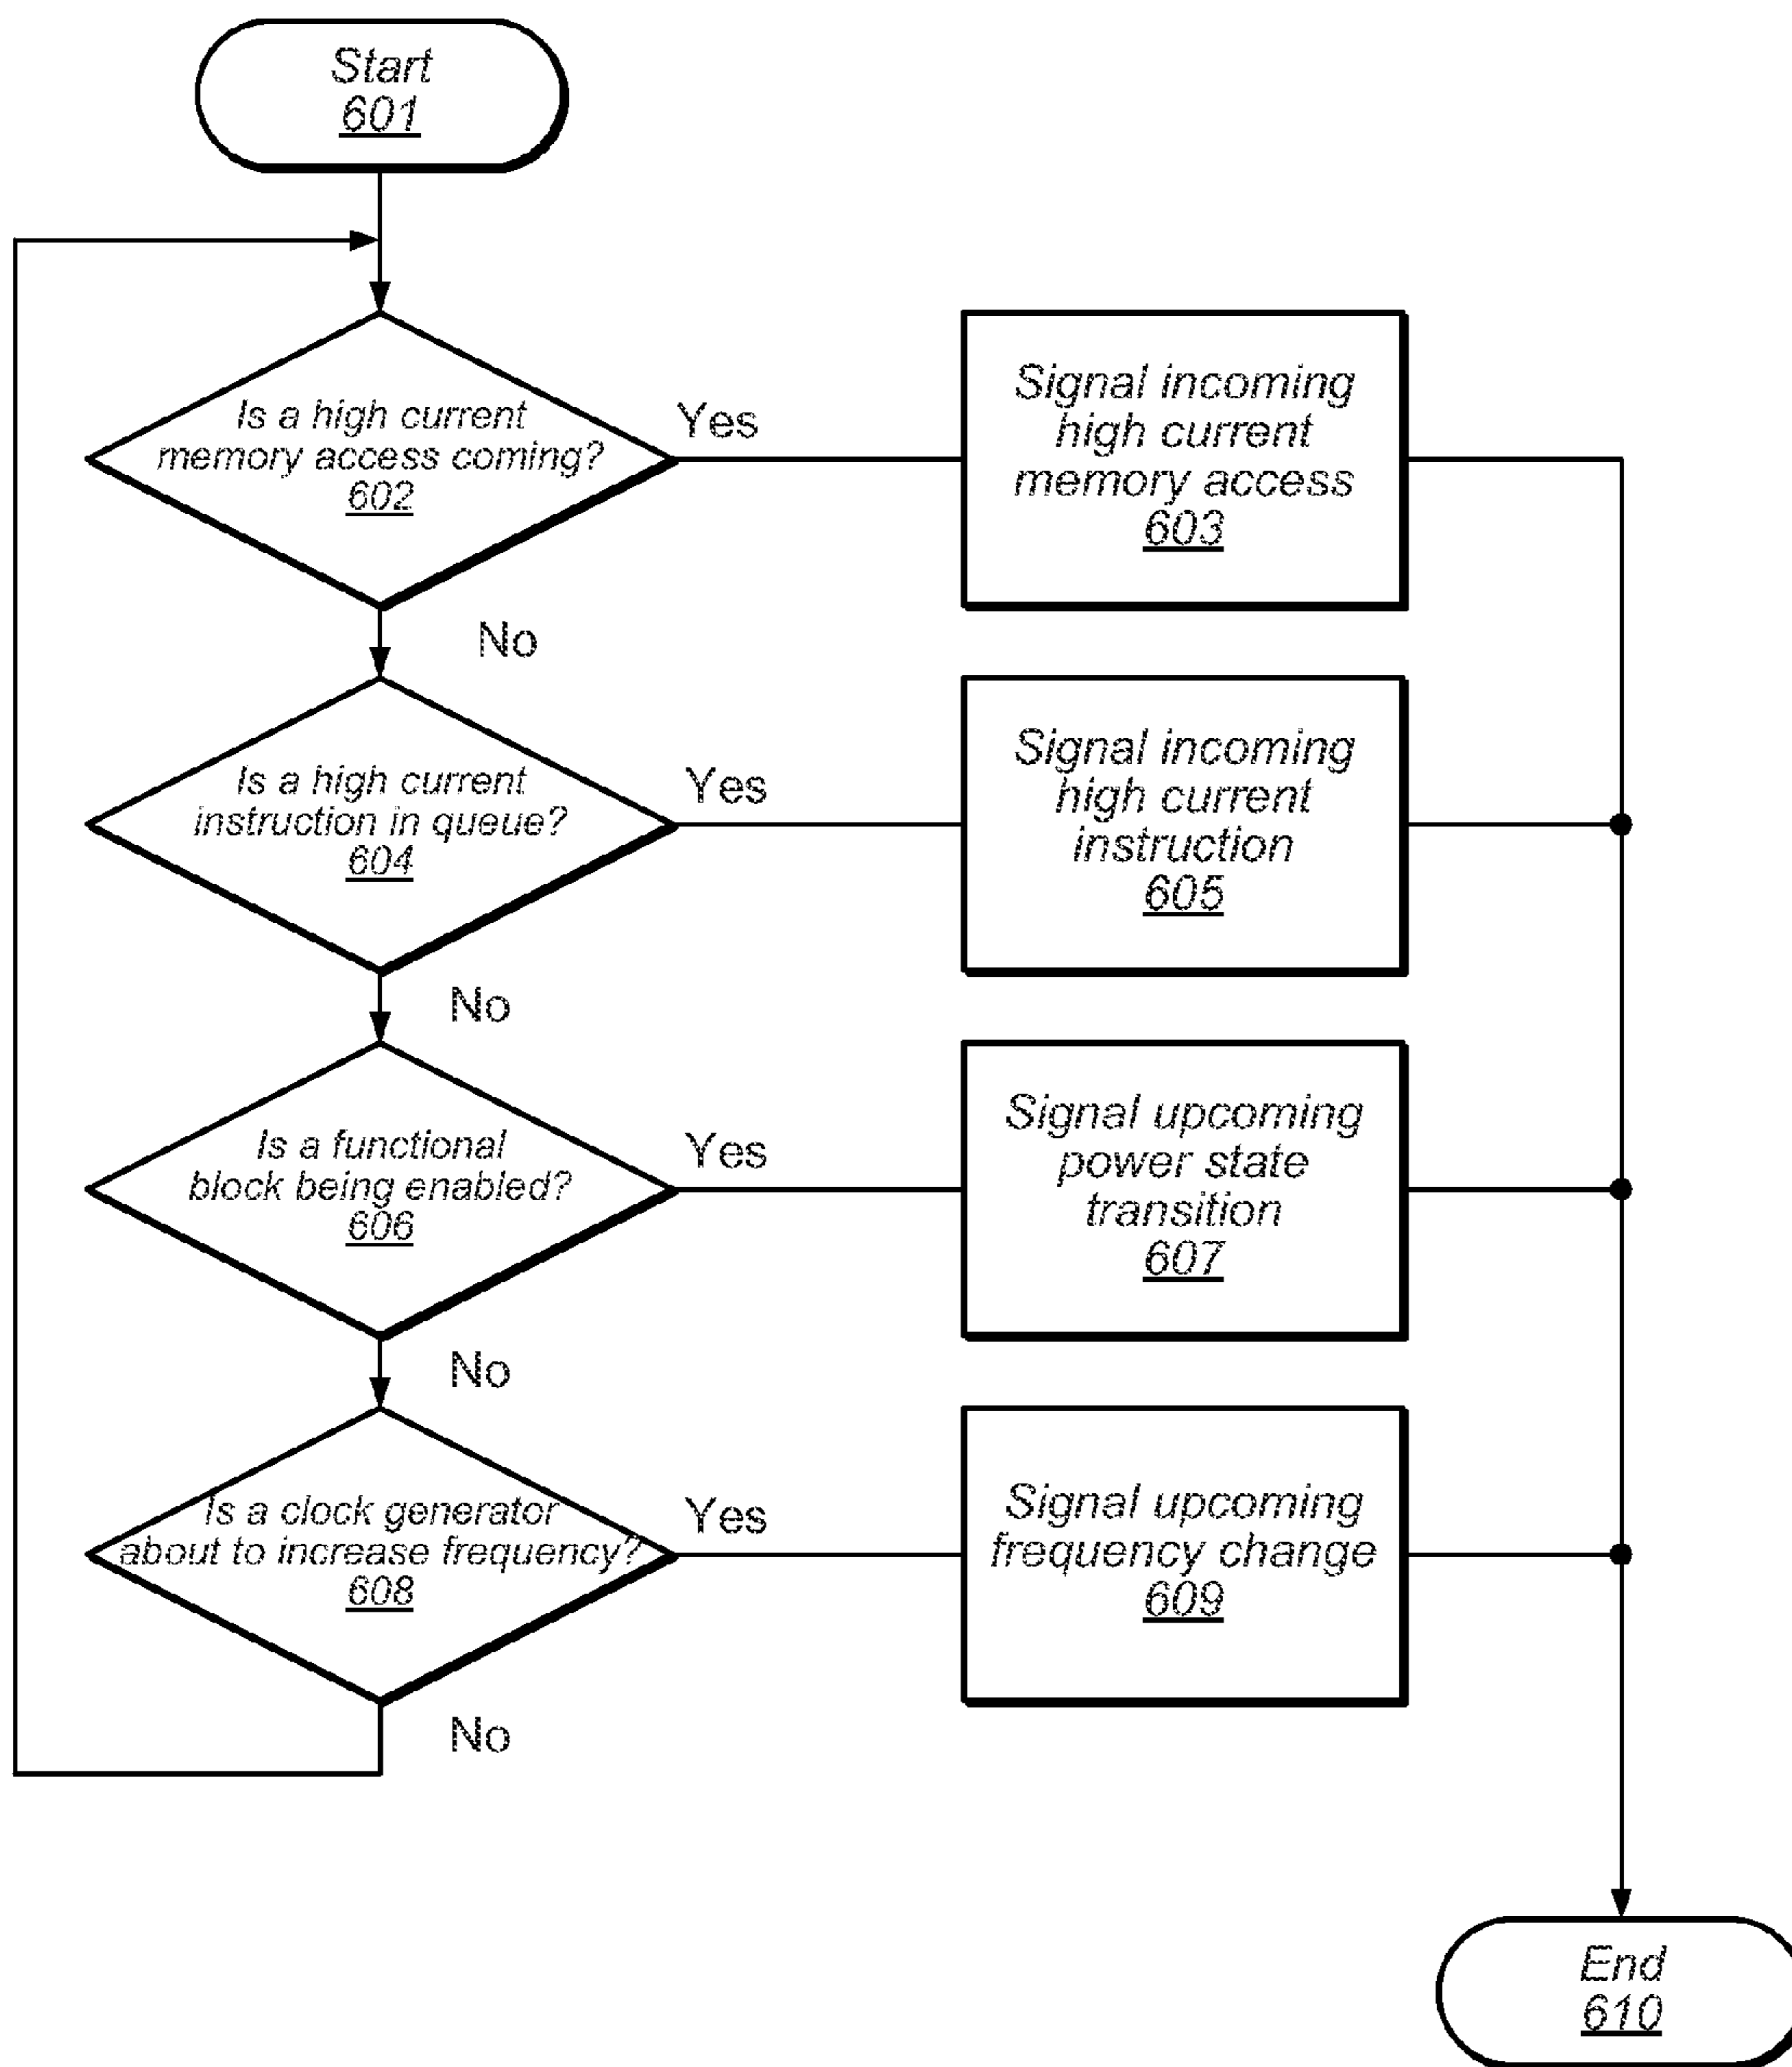 Start
601
Is a high current
memory access coming?
602
Yes
Signal incoming
high current
memory access
603
No
Is a high current
instruction in queue?
604
Yes
Signal incoming
high current
instruction
605
No
Is a functional
block being enabled?
606
Yes
Signal upcoming
power state
transition
607
No
Is a clock generator
about to increase frequency?
608
Yes
Signal upcoming
frequency change
609
No
End
610